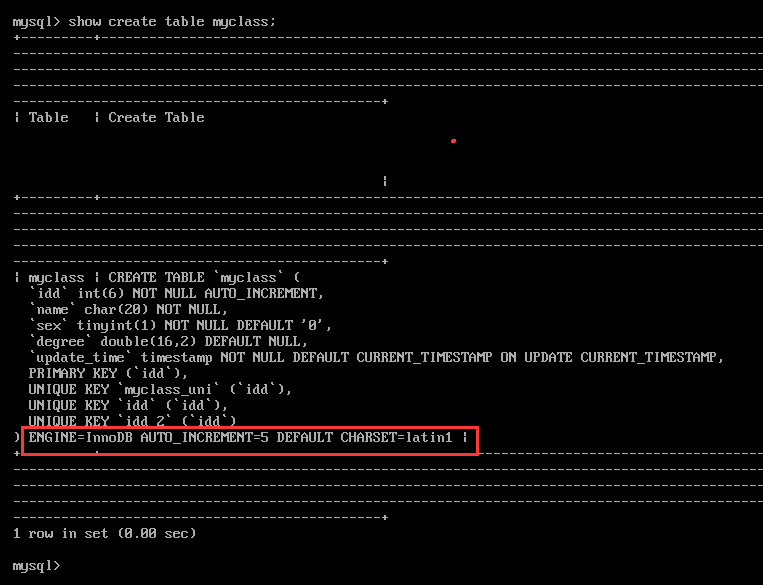 mysql> show create table myclass;
+---------+----------------------------------------------------------------------------------
-----------------------------------------------------------------------------------------------
-----------------------------------------------------------------------------------------------
-----------------------------------------------------------------------------------------------
----------------------------------------------+
| Table   | Create Table
|
+---------+----------------------------------------------------------------------------------
-----------------------------------------------------------------------------------------------
-----------------------------------------------------------------------------------------------
-----------------------------------------------------------------------------------------------
----------------------------------------------+
| myclass | CREATE TABLE `myclass` (
  `idd` int(6) NOT NULL AUTO_INCREMENT,
  `name` char(20) NOT NULL,
  `sex` tinyint(1) NOT NULL DEFAULT '0',
  `degree` double(16,2) DEFAULT NULL,
  `update_time` timestamp NOT NULL DEFAULT CURRENT_TIMESTAMP ON UPDATE CURRENT_TIMESTAMP,
  PRIMARY KEY (`idd`),
  UNIQUE KEY `myclass_uni` (`idd`),
  UNIQUE KEY `idd` (`idd`),
  UNIQUE KEY `idd_2` (`idd`)
) ENGINE=InnoDB AUTO_INCREMENT=5 DEFAULT CHARSET=latin1 |
+---------+----------------------------------------------------------------------------------
-----------------------------------------------------------------------------------------------
-----------------------------------------------------------------------------------------------
-----------------------------------------------------------------------------------------------
----------------------------------------------+
1 row in set (0.00 sec)
mysql>